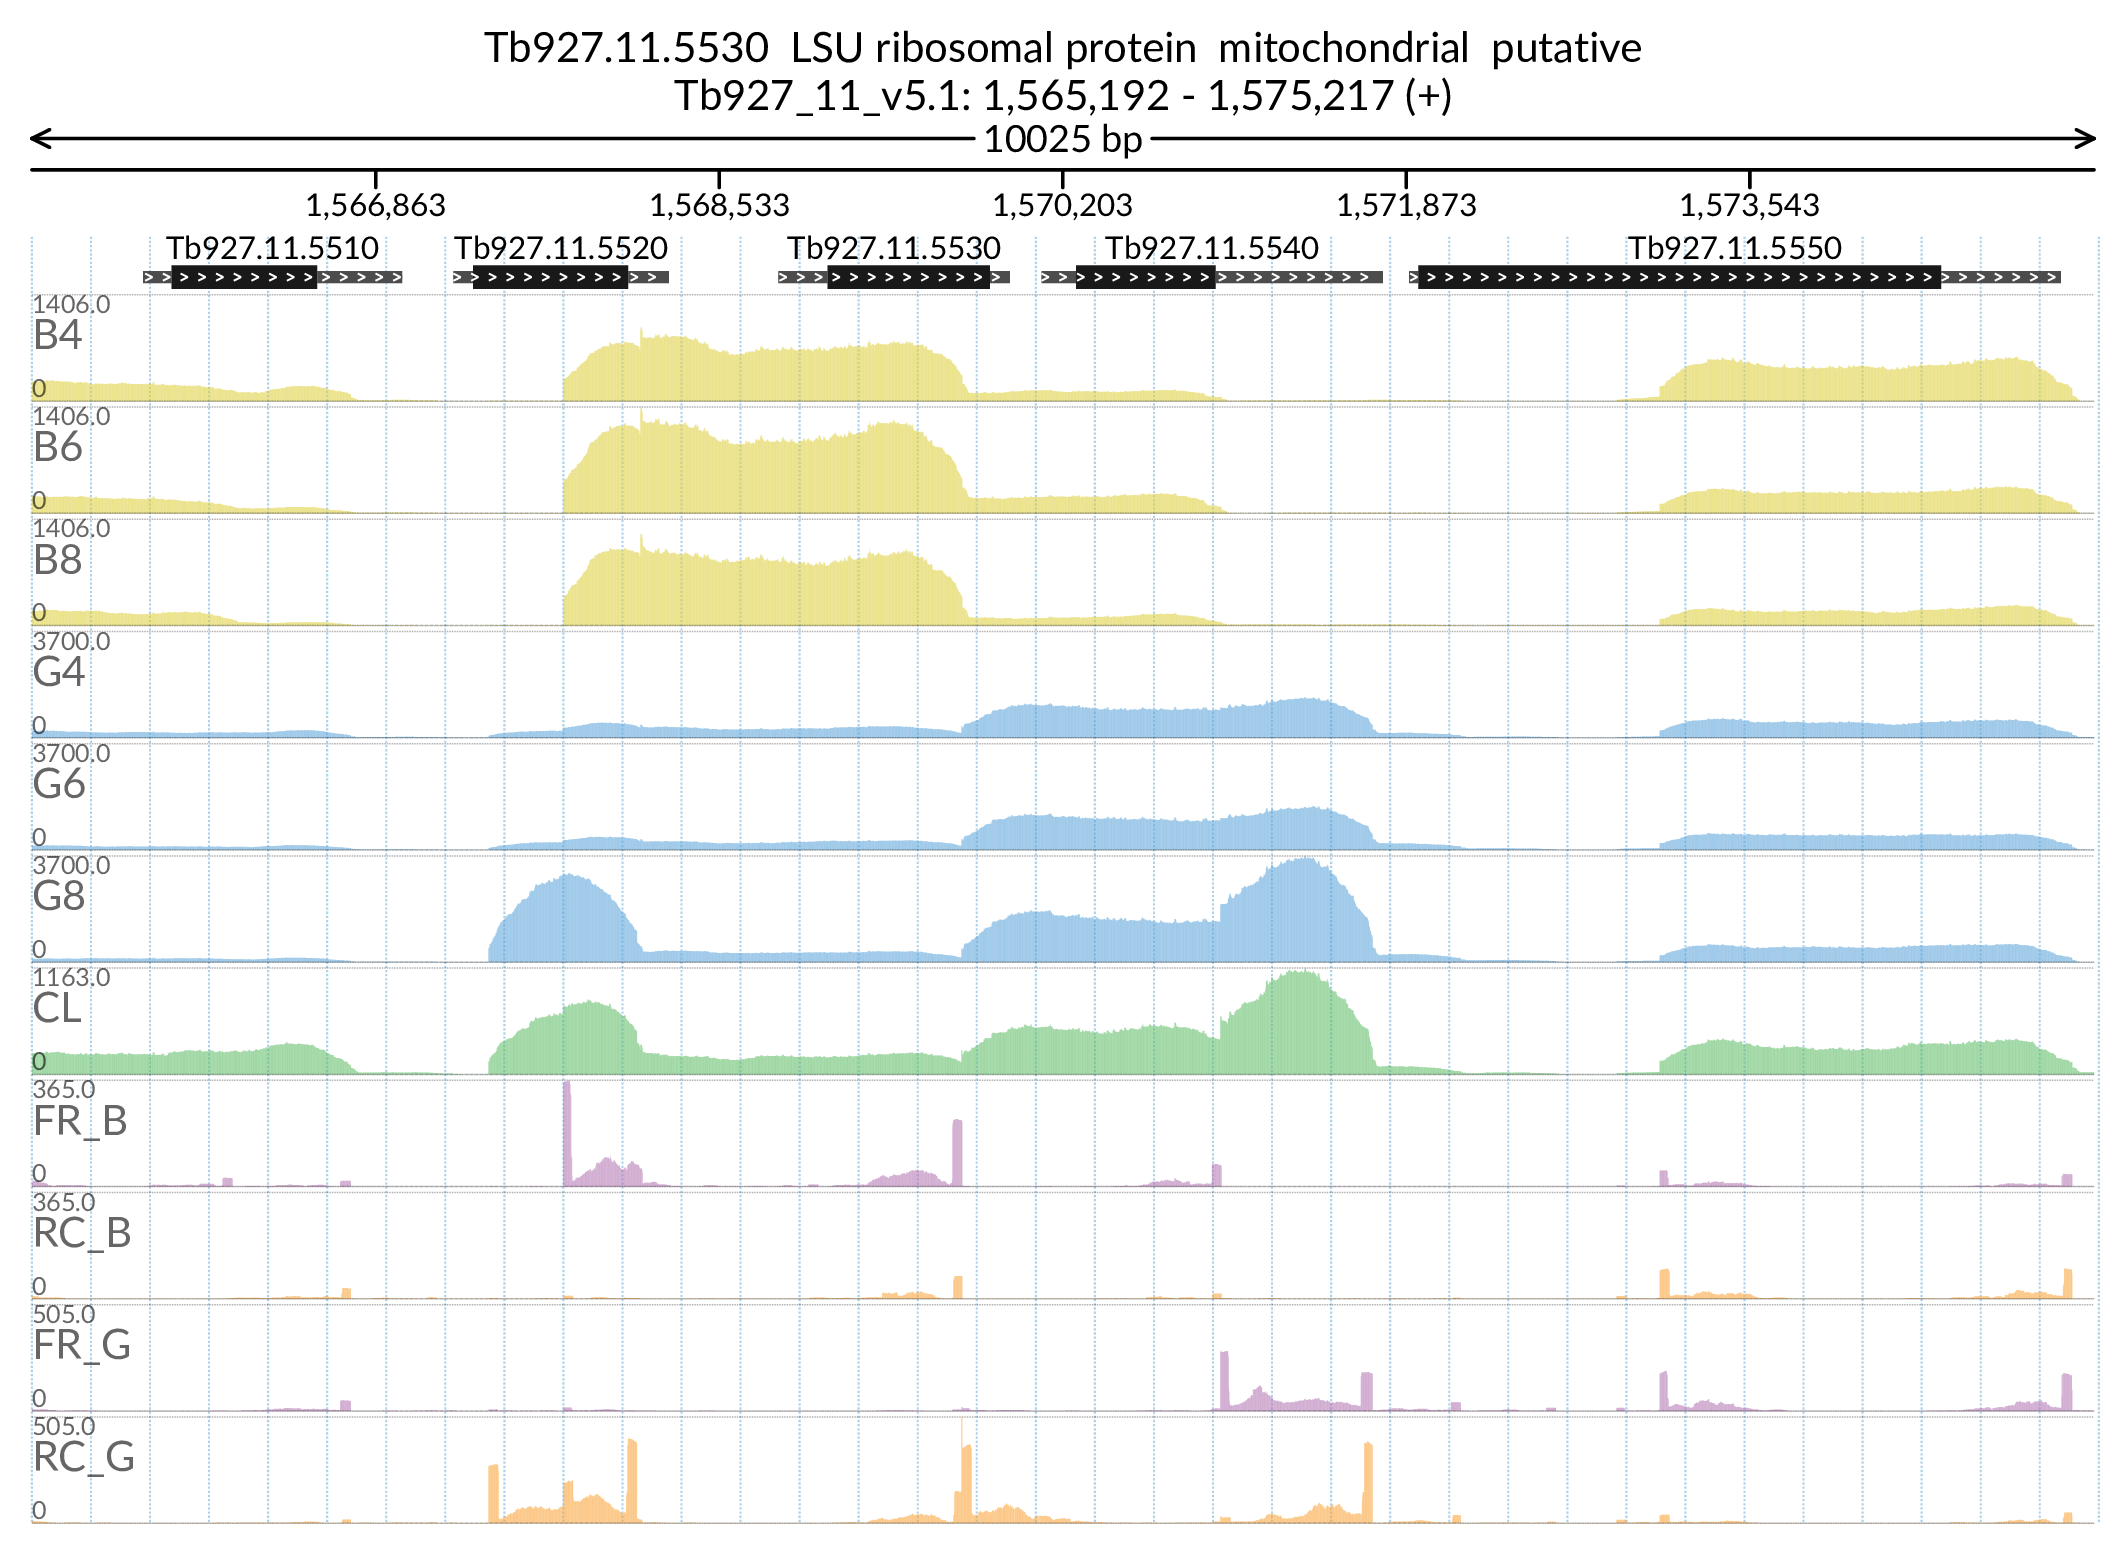 Tb927.11.5530 LSU ribosomal protein mitochondrial putative
Tb927_11_v5.1: 1,565,192 - 1,575,217 (+)
10025 bp
1,566,863 1,568,533 1,570,203 1,571,873 1,573,543
Tb927.11.5510 Tb927.11.5520 Tb927.11.5530 Tb927.11.5540 Tb927.11.5550
1406.0
B4
0
1406.0
B6
0
1406.0
B8
0
3700.0
G4
0
3700.0
G6
0
3700.0
G8
0
1163.0
CL
0
365.0
FR_B
0
365.0
RC_B
0
505.0
FR_G
0
505.0
RC_G
0